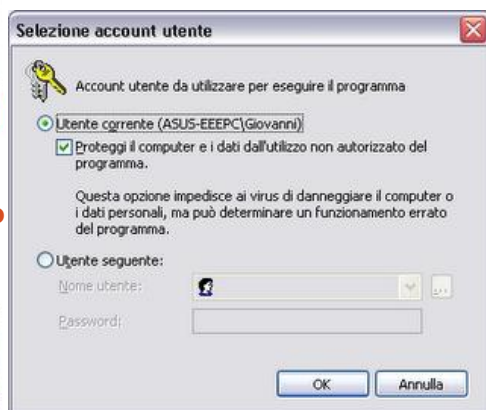 Selezione account utente
Account utente da utilizzare per eseguire il programma
Utente corrente (ASUS-EEEPC\Giovanni)
Proteggi il computer e i dati dall'utilizzo non autorizzato del
programma.
Questa opzione impedisce ai virus di danneggiare il computer o
i dati personali, ma può determinare un funzionamento errato
del programma.
Utente seguente:
Nome utente:
...
Password:
OK Annulla